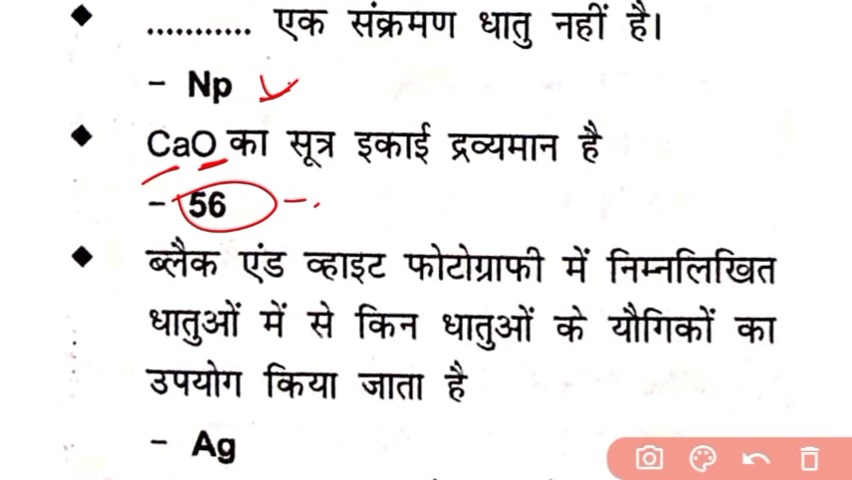 ◆ ........... एक संक्रमण धातु नहीं है।
– Np
◆ CaO का सूत्र इकाई द्रव्यमान है
– 56
◆ ब्लैक एंड व्हाइट फोटोग्राफी में निम्नलिखित
धातुओं में से किन धातुओं के यौगिकों का
उपयोग किया जाता है
– Ag